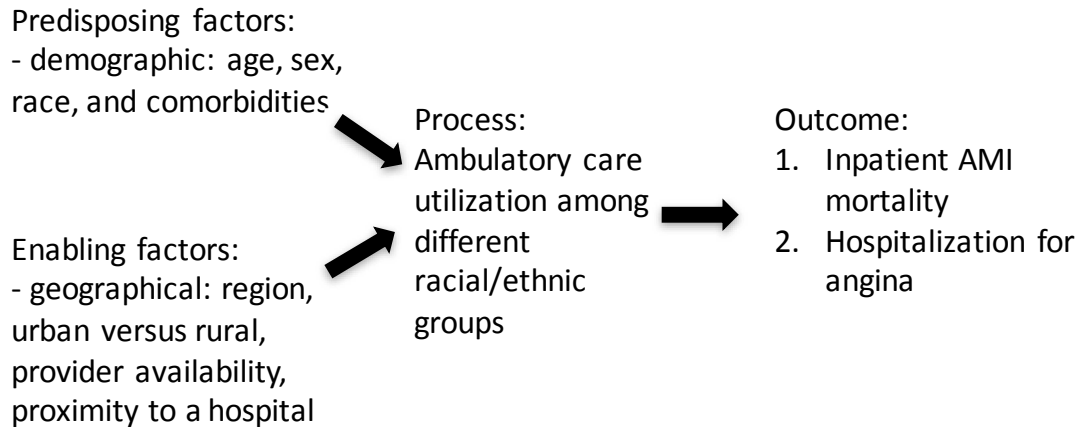 Predisposing factors:
- demographic: age, sex,
race, and comorbidities
Enabling factors:
- geographical: region,
urban versus rural,
provider availability,
proximity to a hospital
Process:
Ambulatory care
utilization among
different
racial/ethnic
groups
Outcome:
1. Inpatient AMI
mortality
2. Hospitalization for
angina